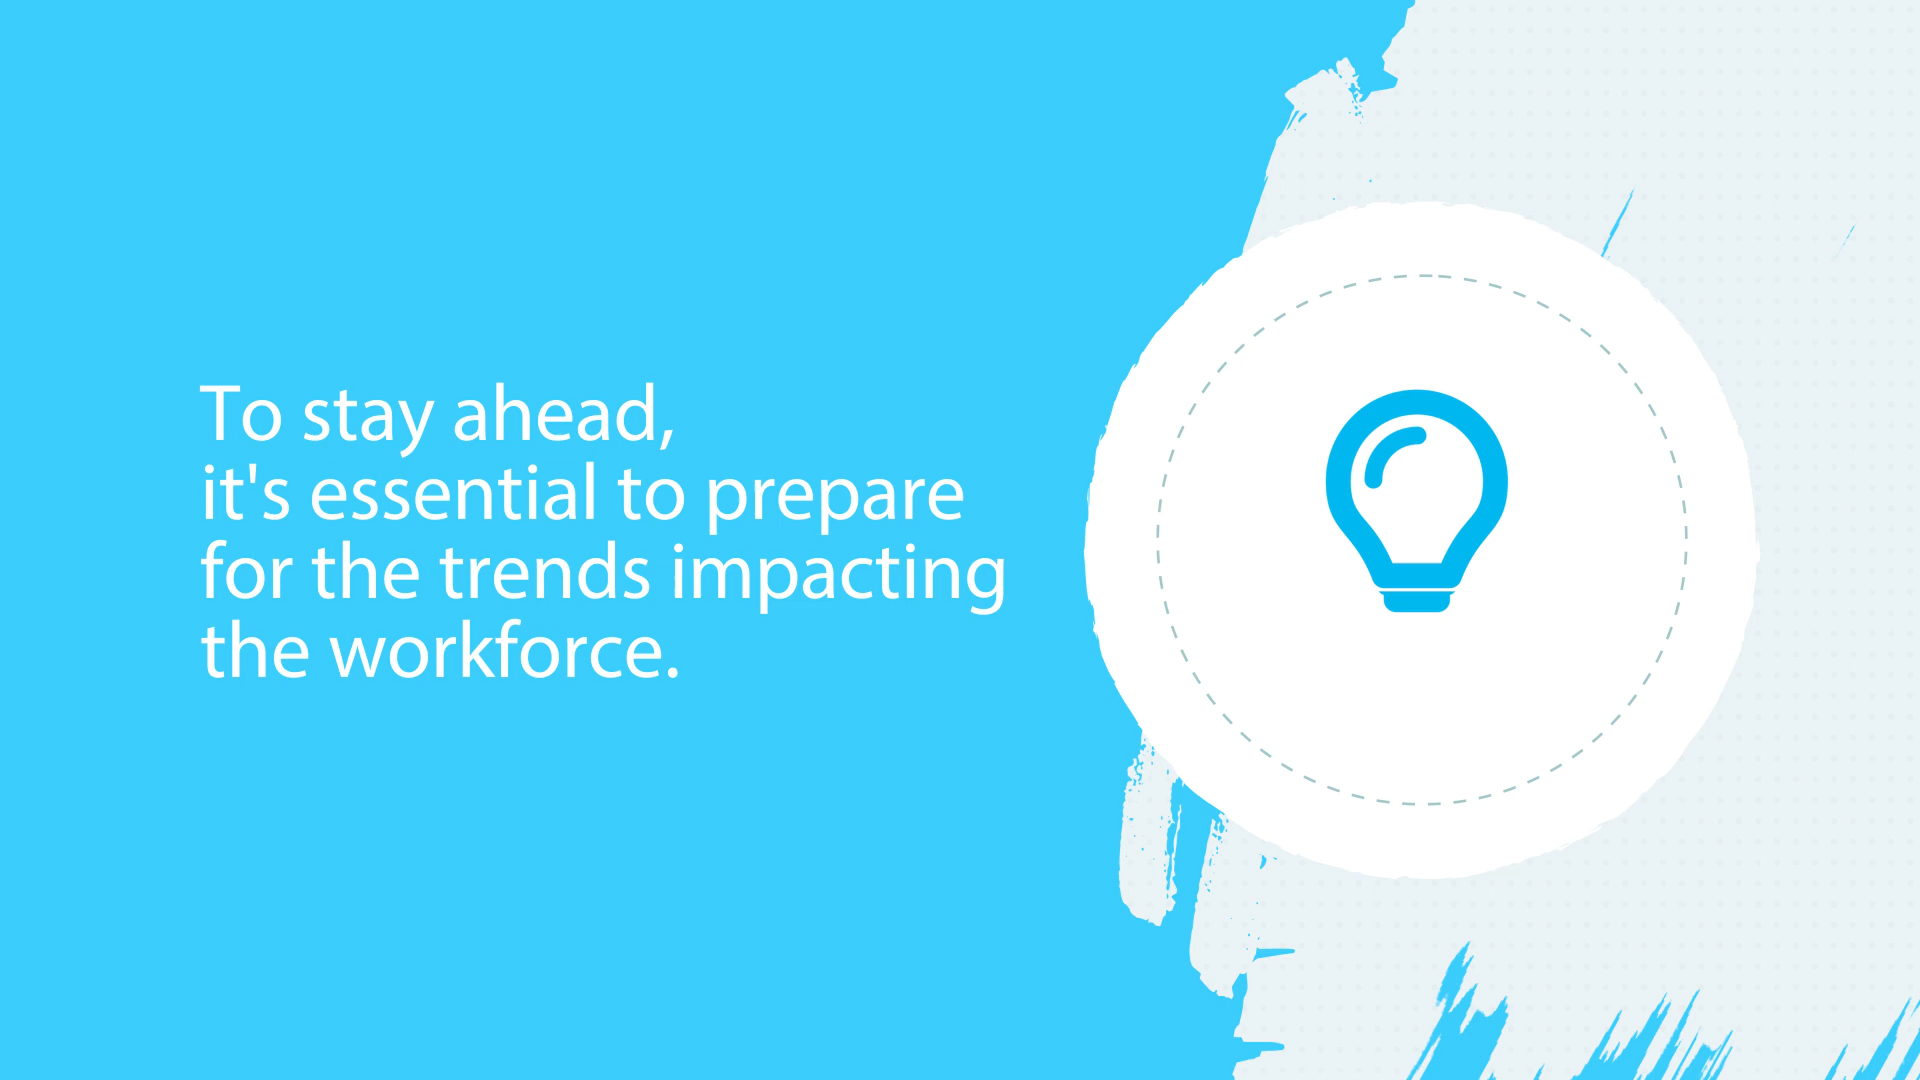 To stay ahead,
it's essential to prepare
for the trends impacting
the workforce.